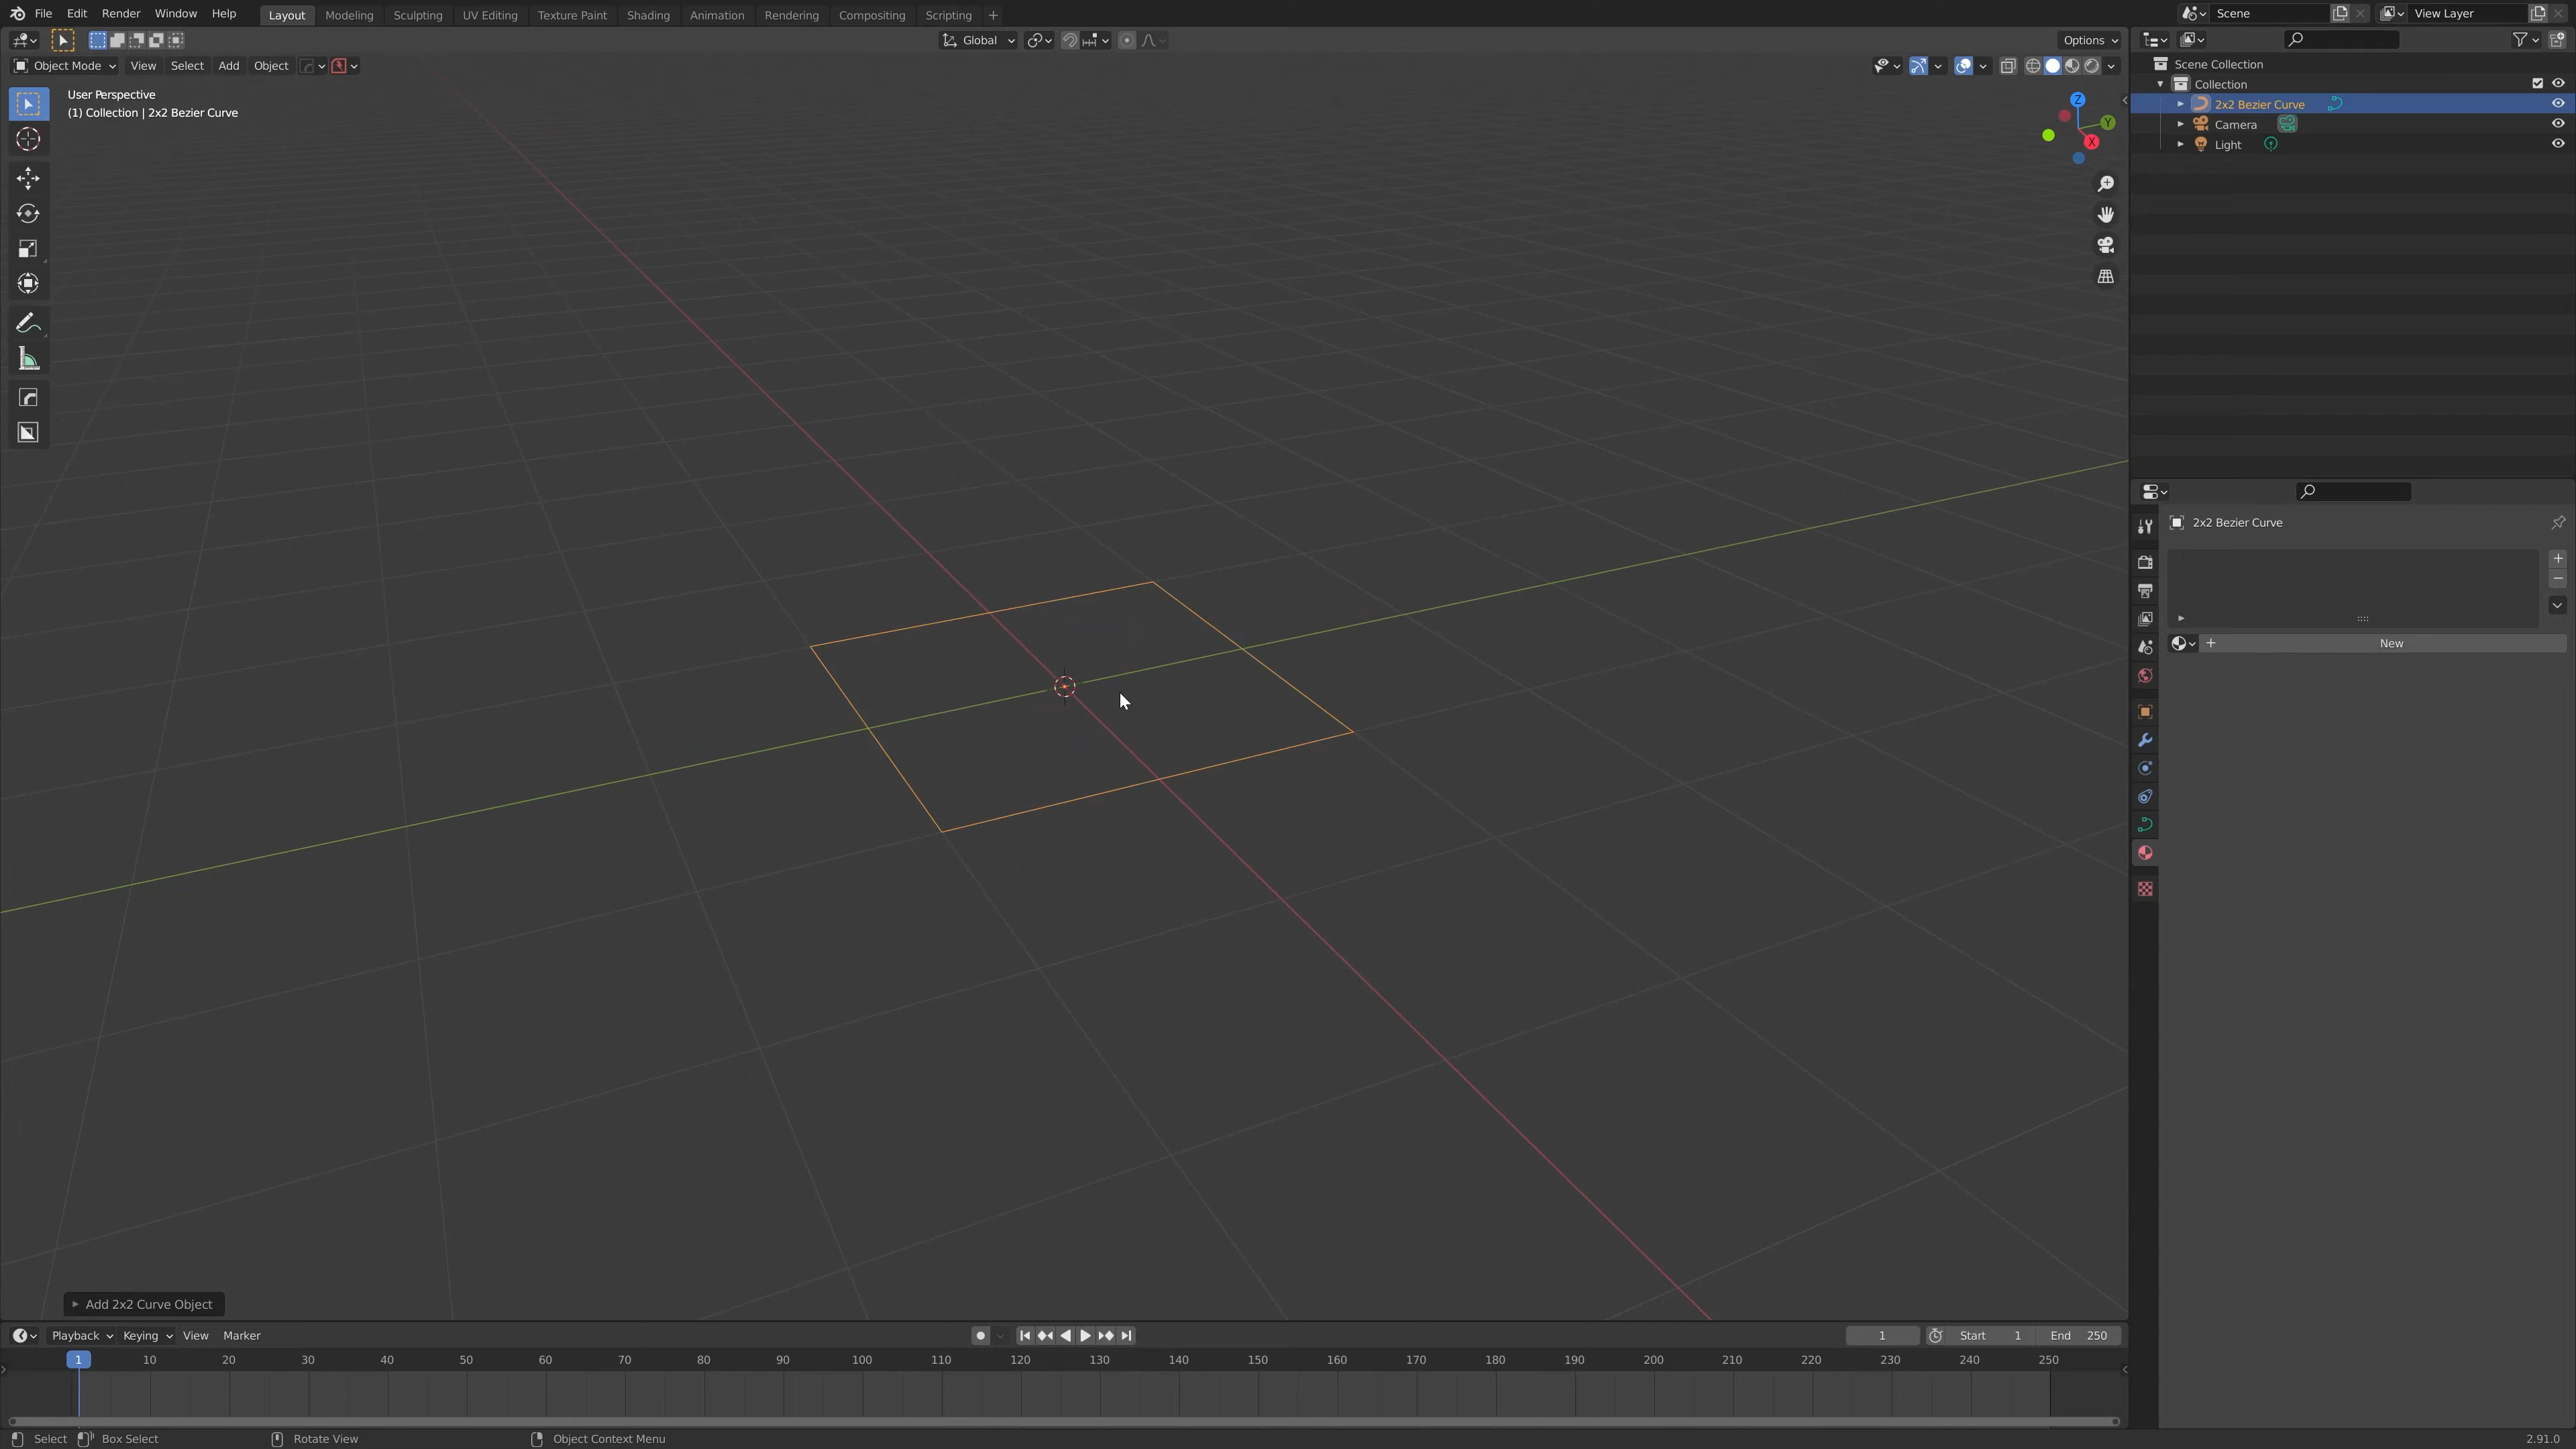 File Edit Render Window Help Layout Modeling Sculpting UV Editing Texture Paint Shading Animation Rendering Compositing Scripting + Scene View Layer
Global Options
Object Mode View Select Add Object
User Perspective
(1) Collection | 2x2 Bezier Curve
Z
Y
X
Scene Collection
Collection
2x2 Bezier Curve
Camera
Light
2x2 Bezier Curve
New
Add 2x2 Curve Object
Playback Keying View Marker 1 Start 1 End 250
1 10 20 30 40 50 60 70 80 90 100 110 120 130 140 150 160 170 180 190 200 210 220 230 240 250
Select Box Select Rotate View Object Context Menu 2.91.0